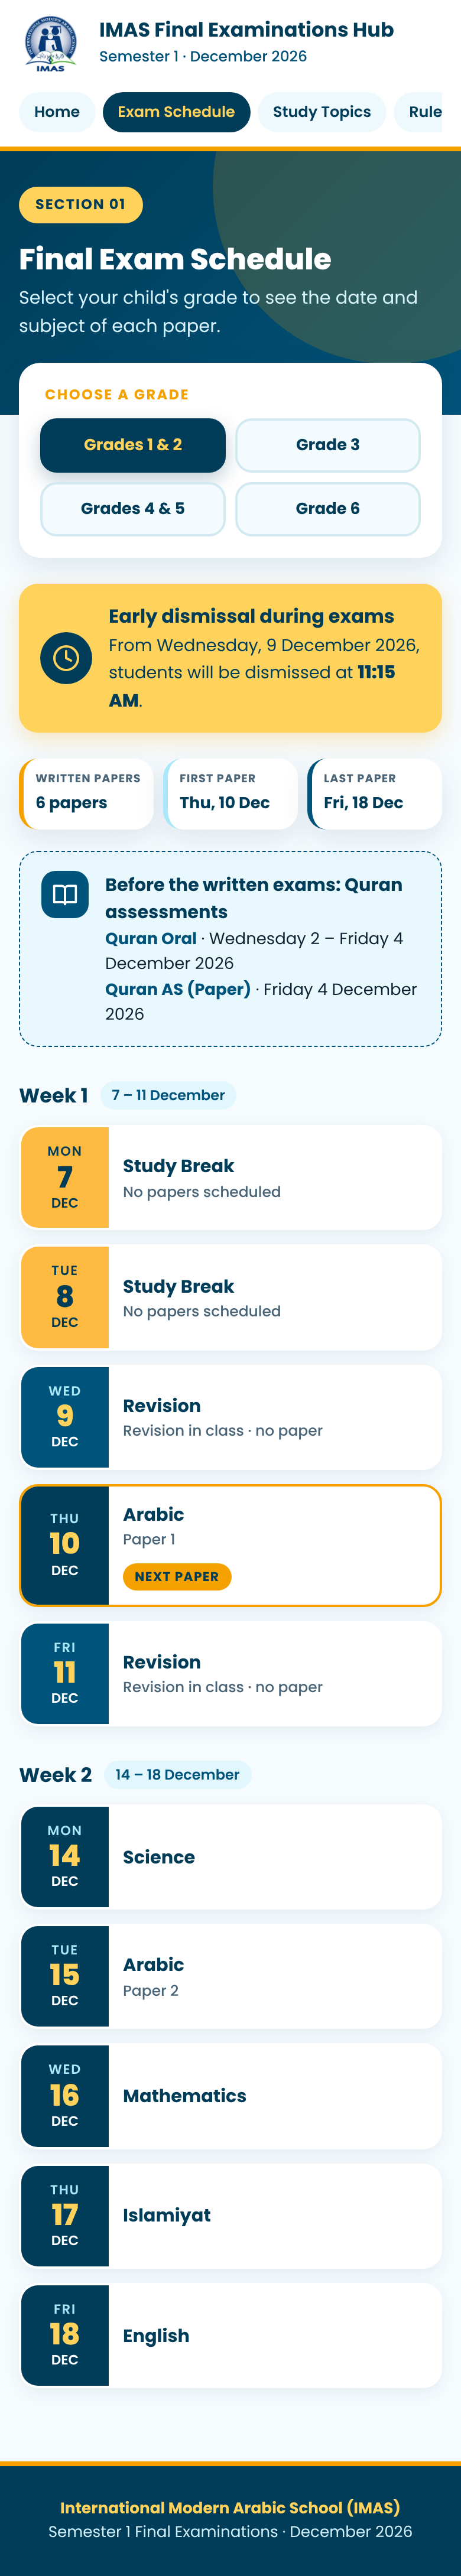 IMAS
IMAS Final Examinations Hub
Semester 1 · December 2026
Home
Exam Schedule
Study Topics
Rule
SECTION 01
Final Exam Schedule
Select your child's grade to see the date and
subject of each paper.
CHOOSE A GRADE
Grades 1 & 2
Grade 3
Grades 4 & 5
Grade 6
Early dismissal during exams
From Wednesday, 9 December 2026,
students will be dismissed at 11:15
AM.
WRITTEN PAPERS
6 papers
FIRST PAPER
Thu, 10 Dec
LAST PAPER
Fri, 18 Dec
Before the written exams: Quran
assessments
Quran Oral · Wednesday 2 – Friday 4
December 2026
Quran AS (Paper) · Friday 4 December
2026
Week 1
7 – 11 December
MON
7
DEC
Study Break
No papers scheduled
TUE
8
DEC
Study Break
No papers scheduled
WED
9
DEC
Revision
Revision in class · no paper
THU
10
DEC
Arabic
Paper 1
NEXT PAPER
FRI
11
DEC
Revision
Revision in class · no paper
Week 2
14 – 18 December
MON
14
DEC
Science
TUE
15
DEC
Arabic
Paper 2
WED
16
DEC
Mathematics
THU
17
DEC
Islamiyat
FRI
18
DEC
English
International Modern Arabic School (IMAS)
Semester 1 Final Examinations · December 2026